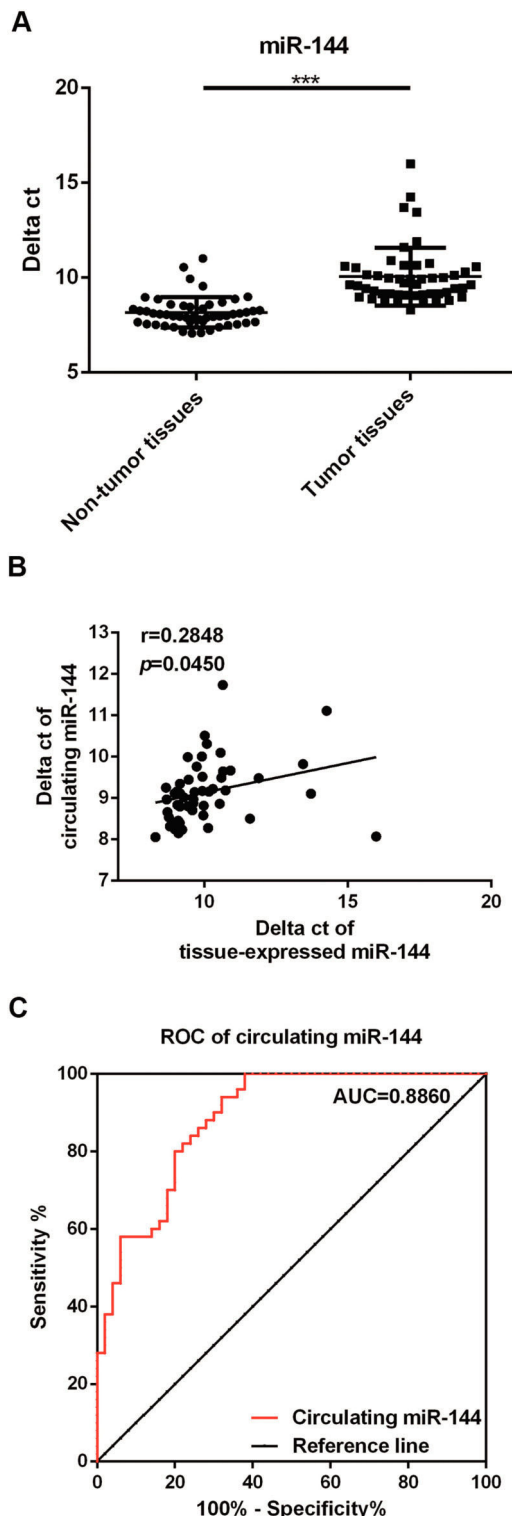 A
miR-144
***
20
15
10
5
Delta ct
Non-tumor tissues
Tumor tissues
B
r=0.2848
p=0.0450
13
12
11
10
9
8
7
Delta ct of
circulating miR-144
10
15
20
Delta ct of
tissue-expressed miR-144
C
ROC of circulating miR-144
AUC=0.8860
100
80
60
40
20
0
Sensitivity %
Circulating miR-144
Reference line
0
20
40
60
80
100
100% - Specificity%